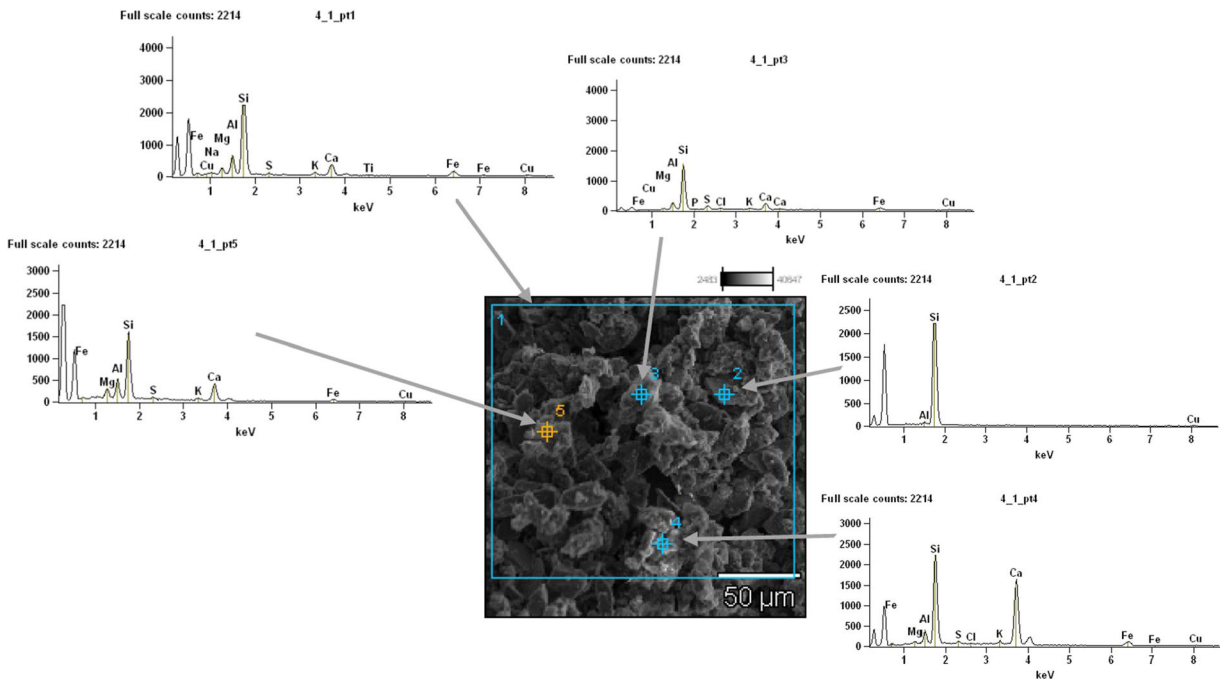 Full scale counts: 2214 4_1_pt1
4000
3000
2000
1000
0
Fe
Cu
Na
Mg
Al
Si
S
K
Ca
Ti
Fe
Fe
Cu
1 2 3 4 5 6 7 8
keV
Full scale counts: 2214 4_1_pt3
4000
3000
2000
1000
0
Fe
Cu
Mg
Al
Si
P
S
Cl
K
Ca
Ca
Fe
Cu
1 2 3 4 5 6 7 8
keV
Full scale counts: 2214 4_1_pt5
3000
2500
2000
1500
1000
500
0
Fe
Mg
Al
Si
S
K
Ca
Fe
Cu
1 2 3 4 5 6 7 8
keV
2483 40647
1
3
2
5
4
50 µm
Full scale counts: 2214 4_1_pt2
2500
2000
1500
1000
500
0
Al
Si
Cu
1 2 3 4 5 6 7 8
keV
Full scale counts: 2214 4_1_pt4
3000
2500
2000
1500
1000
500
0
Fe
Mg
Al
Si
S
Cl
K
Ca
Fe
Fe
Cu
1 2 3 4 5 6 7 8
keV